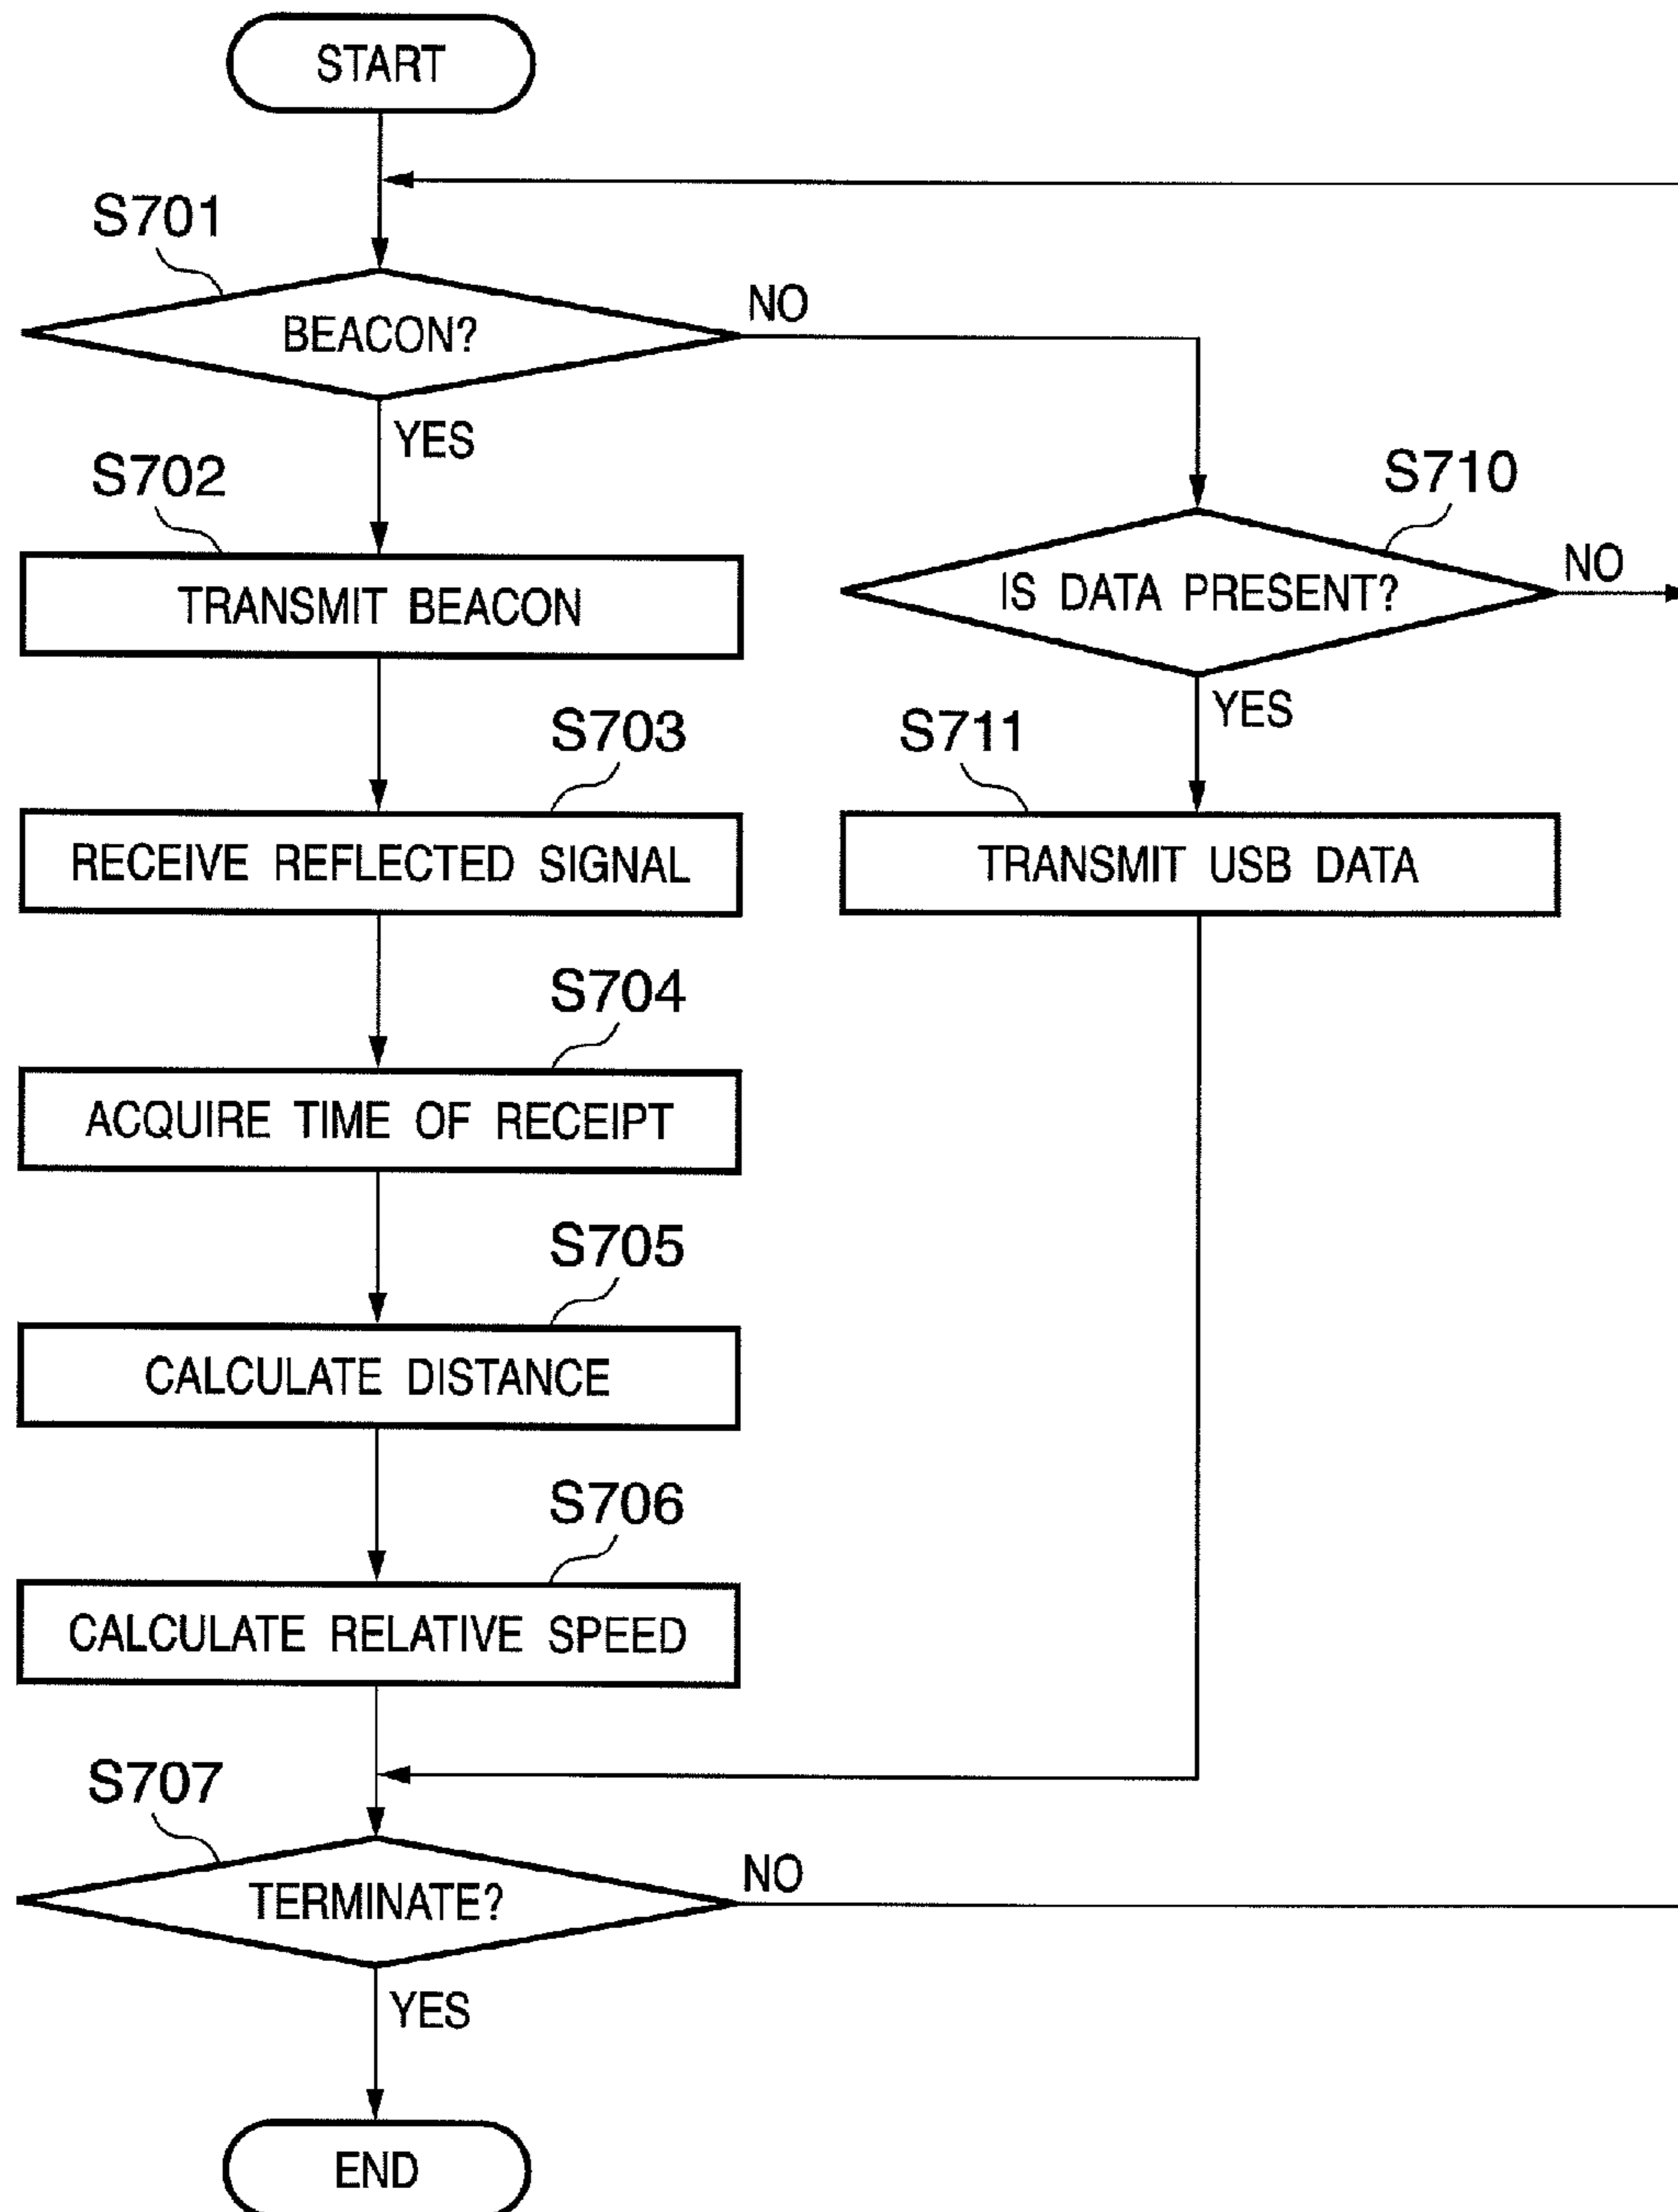 START
S701
BEACON?
NO
YES
S702
TRANSMIT BEACON
S710
IS DATA PRESENT?
NO
YES
S703
RECEIVE REFLECTED SIGNAL
S711
TRANSMIT USB DATA
S704
ACQUIRE TIME OF RECEIPT
S705
CALCULATE DISTANCE
S706
CALCULATE RELATIVE SPEED
S707
TERMINATE?
NO
YES
END